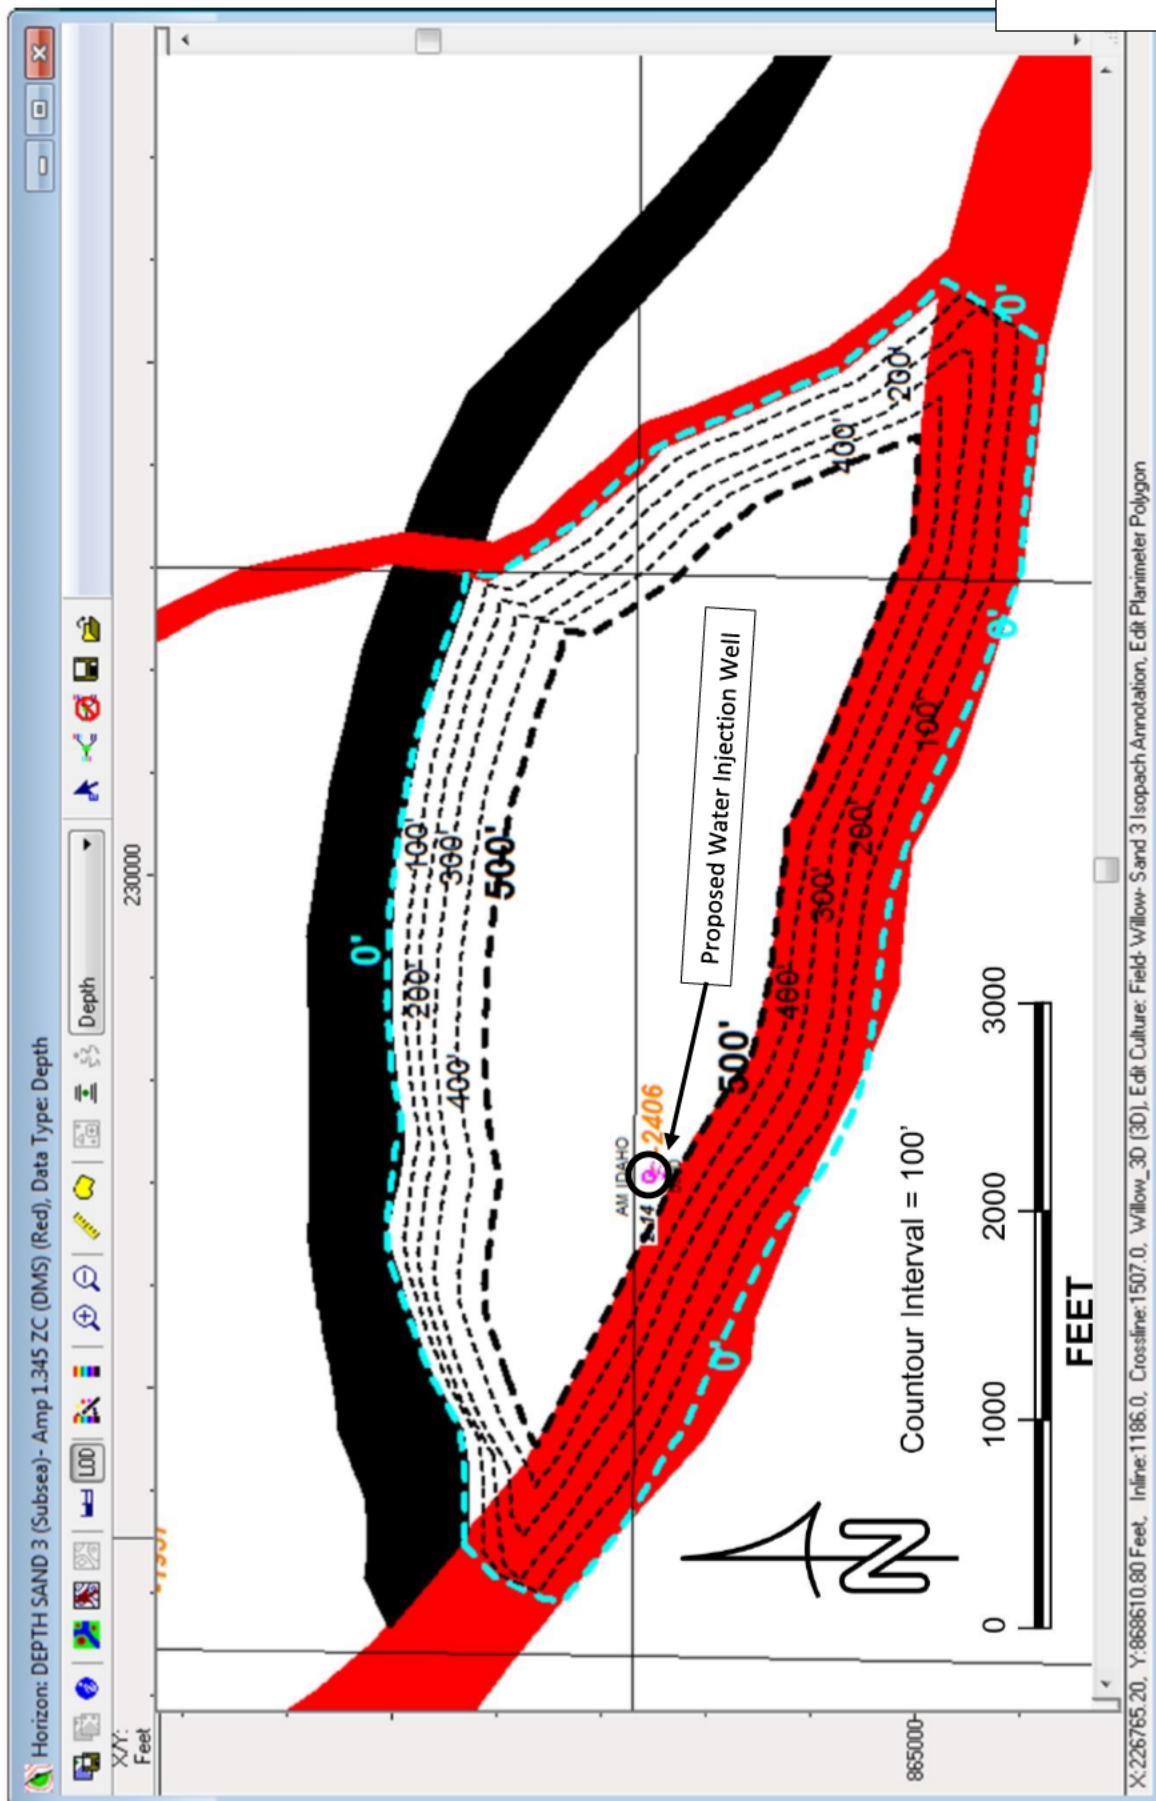 Horizon: DEPTH SAND 3 (Subsea)- Amp 1.345 ZC (DMS) (Red), Data Type: Depth
LOD
Depth
X/Y:
Feet
230000
865000
0'
100'
200'
300'
400'
500'
200'
400'
0'
AM IDAHO
2-14
-2406
Proposed Water Injection Well
500'
400'
300'
200'
100'
0'
0'
Countour Interval = 100'
N
0 1000 2000 3000
FEET
X:226765.20, Y:868610.80 Feet, Inline:1186.0, Crossline:1507.0, Willow_3D (3D), Edit Culture: Field- Willow- Sand 3 Isopach Annotation, Edit Planimeter Polygon